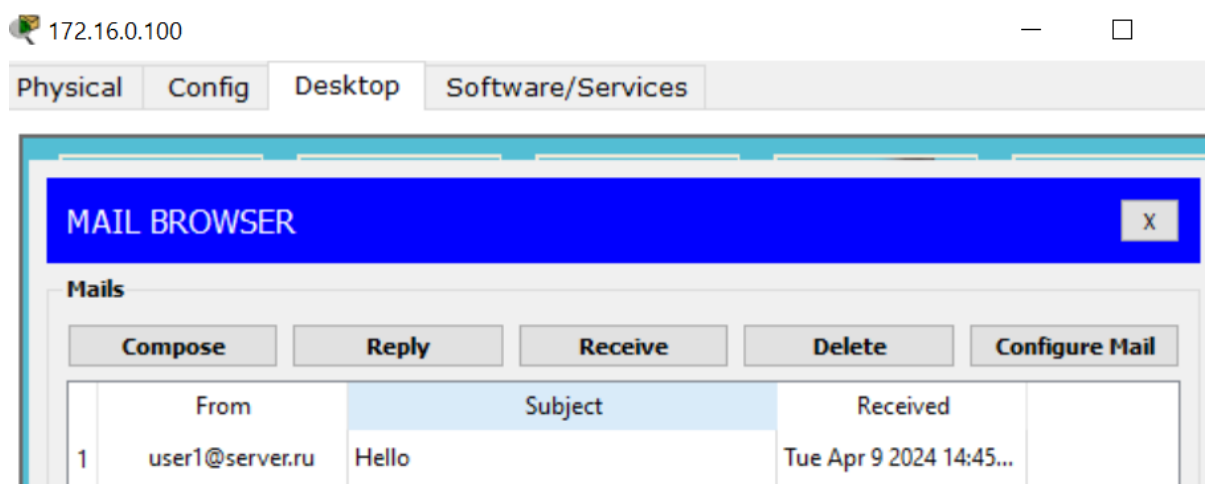 172.16.0.100
Physical Config Desktop Software/Services
MAIL BROWSER X
Mails
Compose Reply Receive Delete Configure Mail
From Subject Received
1 user1@server.ru Hello Tue Apr 9 2024 14:45...